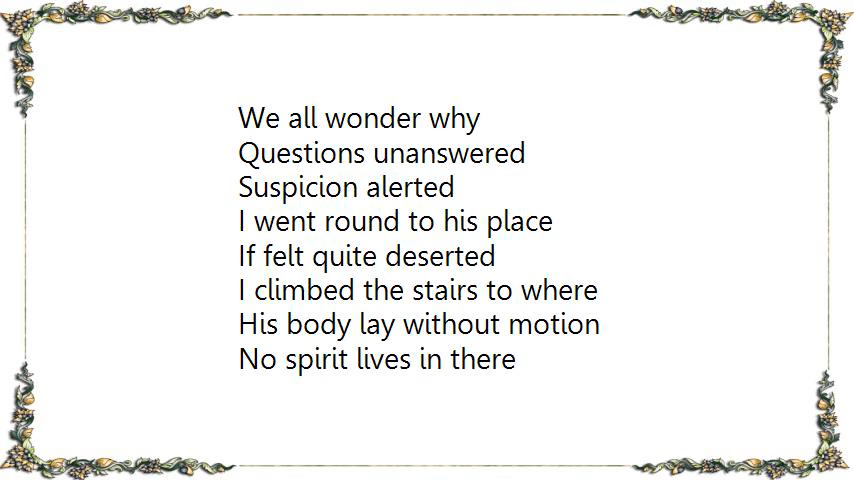 We all wonder why
Questions unanswered
Suspicion alerted
I went round to his place
If felt quite deserted
I climbed the stairs to where
His body lay without motion
No spirit lives in there